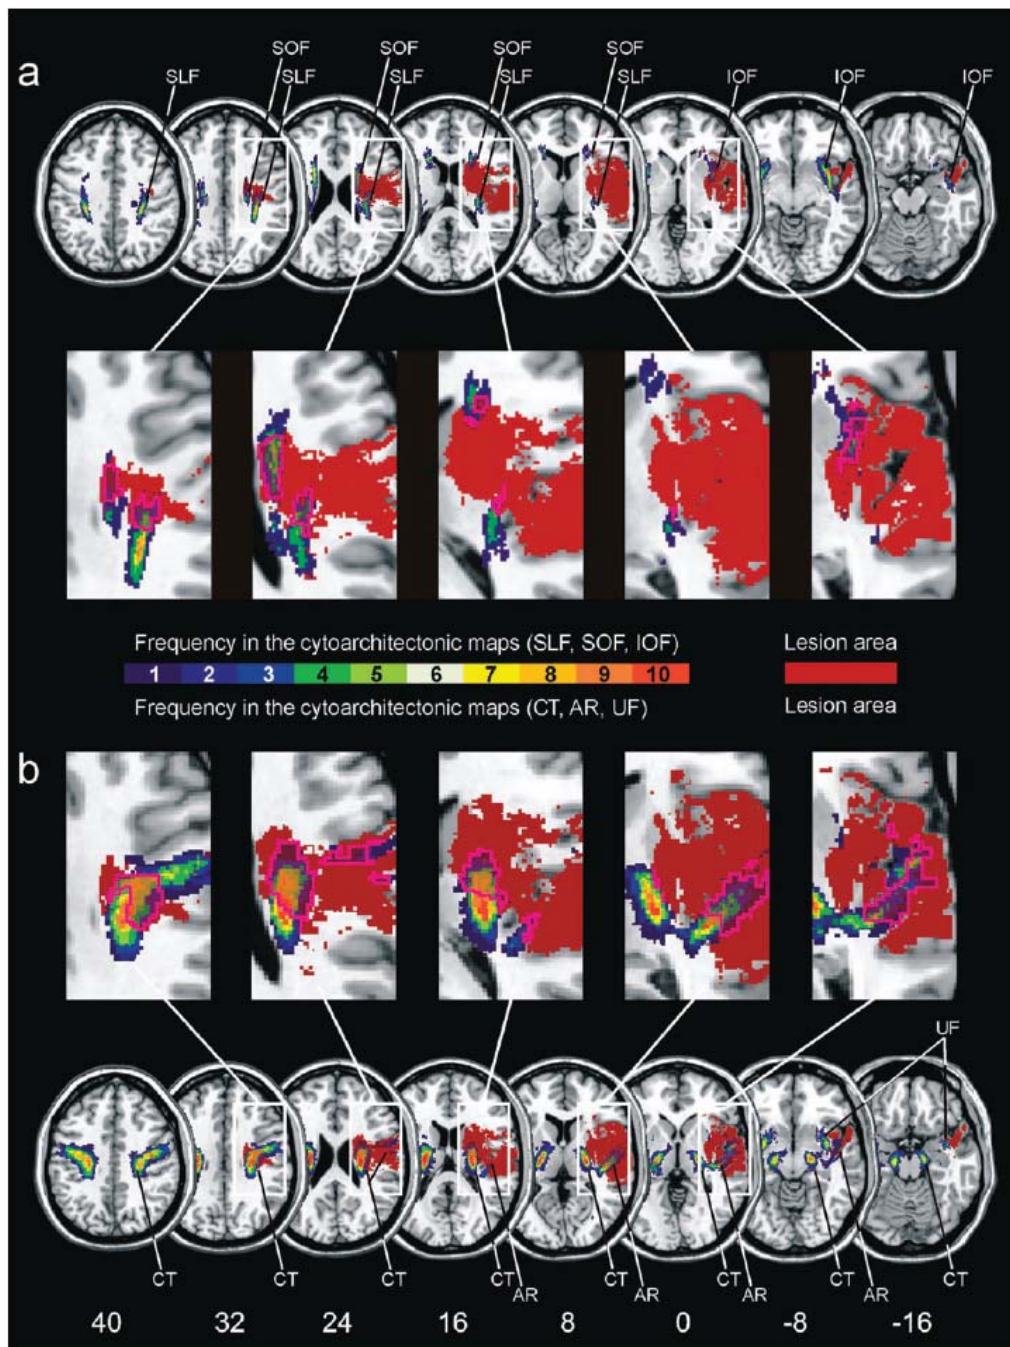 a
SOF SOF SOF
SLF SLF SLF SLF SLF IOF IOF IOF
Frequency in the cytoarchitectonic maps (SLF, SOF, IOF) Lesion area
1 2 3 4 5 6 7 8 9 10
Frequency in the cytoarchitectonic maps (CT, AR, UF) Lesion area
b
UF
CT CT CT CT CT CT CT CT
AR AR AR AR
40 32 24 16 8 0 -8 -16